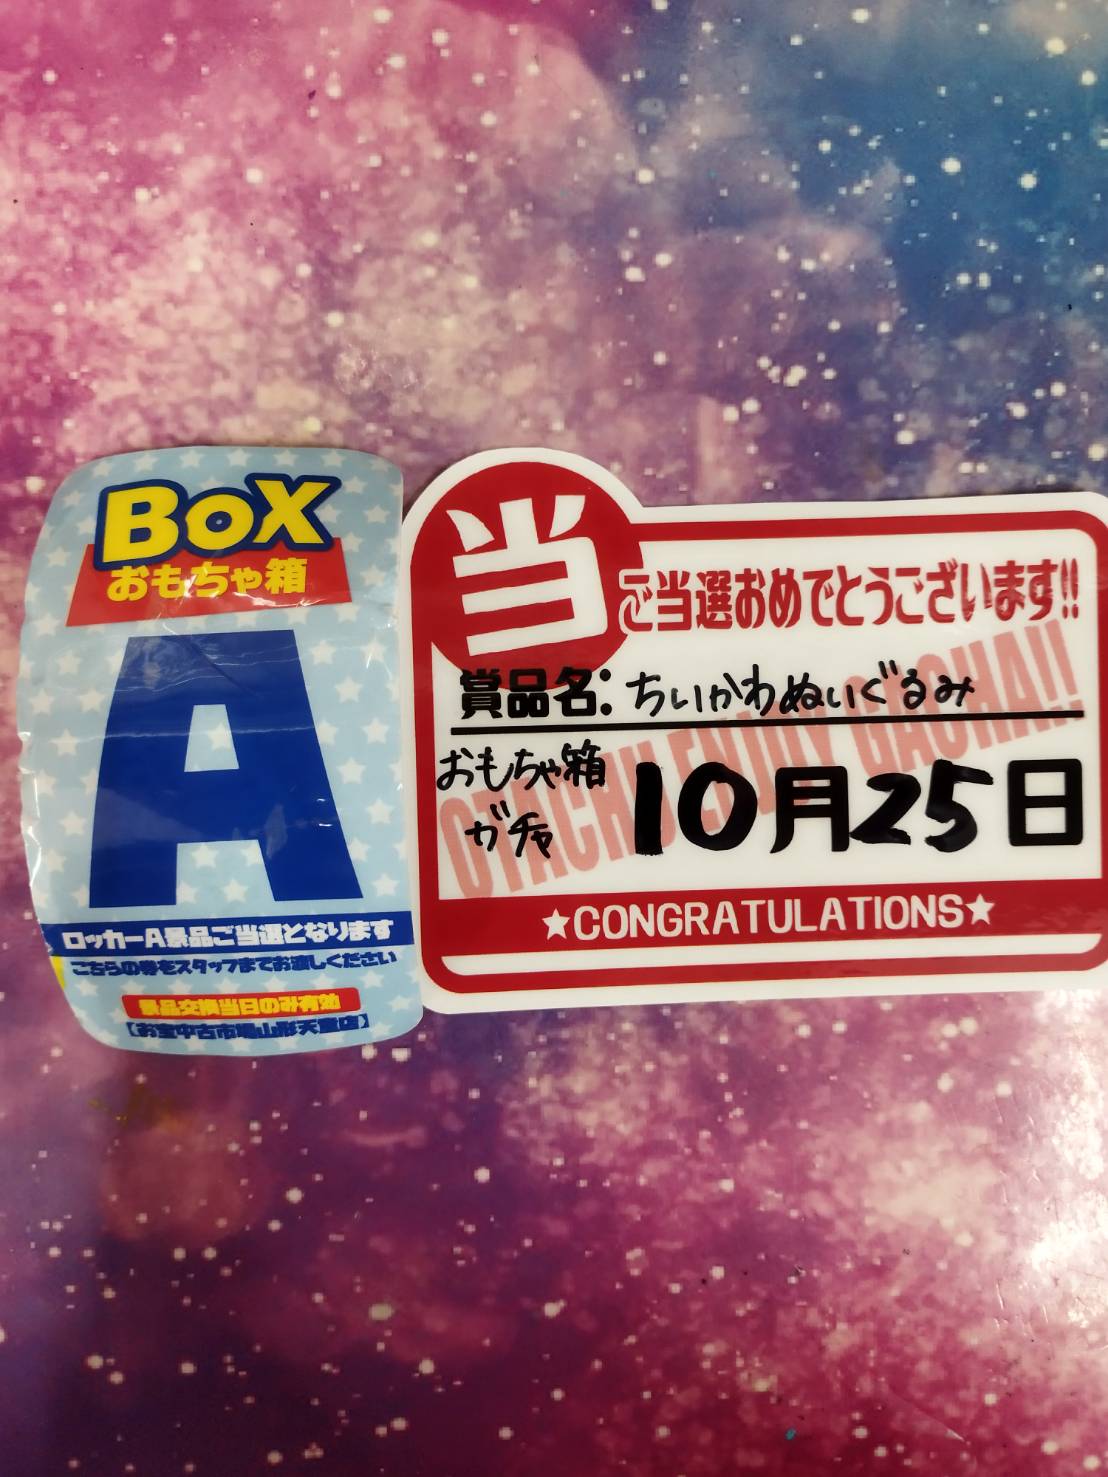 BOX
おもちゃ箱
A
ロッカーA景品ご当選となります
こちらの券をスタッフまでお渡しください
景品交換当日のみ有効
【お宝中古市場山形天童店】
当
ご当選おめでとうございます!!
賞品名:ちいかわぬいぐるみ
おもちゃ箱
ガチャ
10月25日
OTACHU ENJOY GACHA!!
★CONGRATULATIONS★